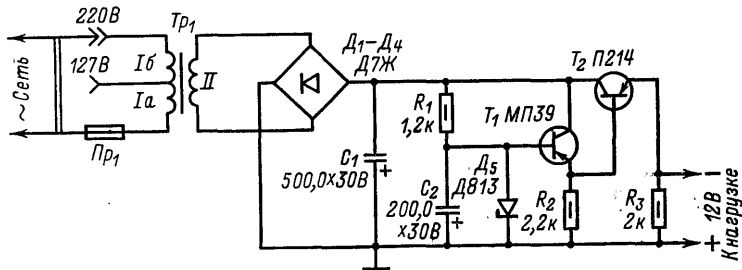 220В
127В
~ Сеть
Пр₁
Тр₁
Iб
Iа
II
Д₁–Д₄
Д7Ж
R₁
1,2к
C₁
500,0×30В
+
C₂
200,0
×30В
+
Д₅
Д813
T₁ МП39
T₂ П214
R₂
2,2к
R₃
2к
–
12В
+
К нагрузке